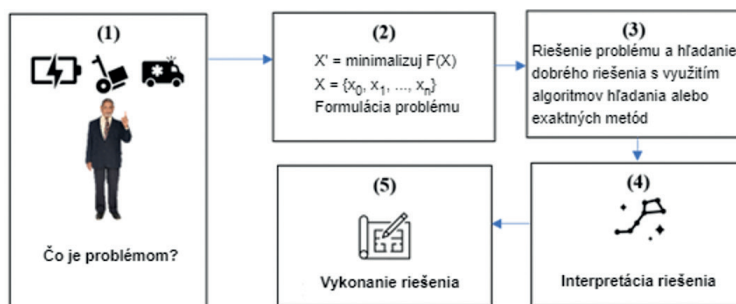 (1)
Čo je problémom?
(2)
X' = minimalizuj F(X)
X = {x0, x1, ..., xn}
Formulácia problému
(3)
Riešenie problému a hľadanie
dobrého riešenia s využitím
algoritmov hľadania alebo
exaktných metód
(4)
Interpretácia riešenia
(5)
Vykonanie riešenia